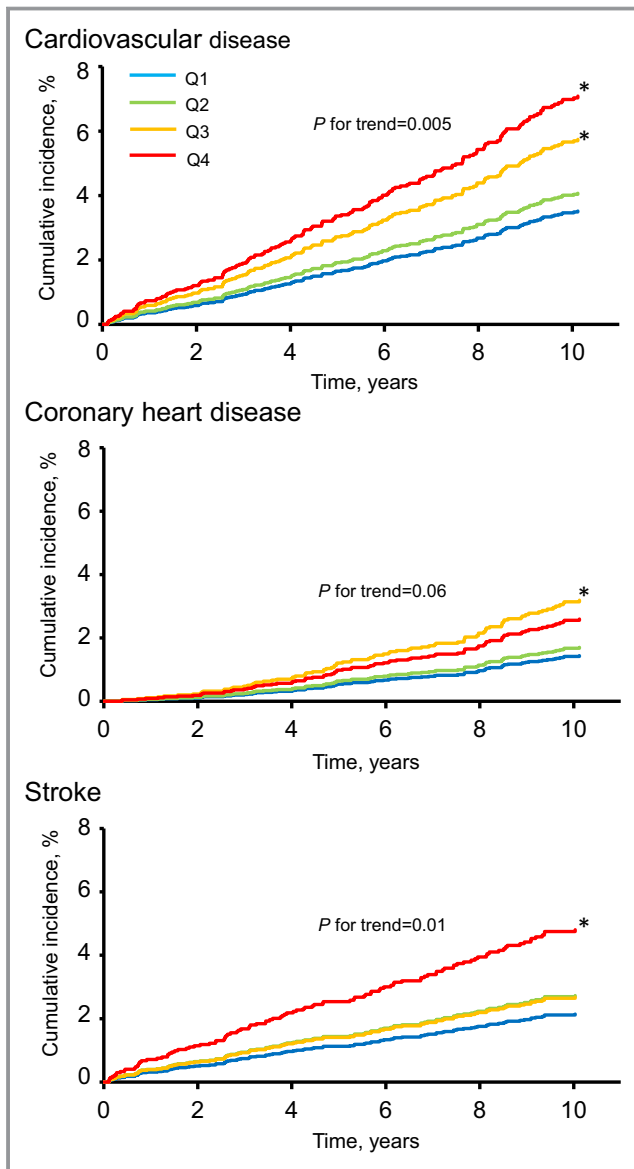 Cardiovascular disease
Cumulative incidence, %
8
6
4
2
0
Q1
Q2
Q3
Q4
P for trend=0.005
*
*
0 2 4 6 8 10
Time, years
Coronary heart disease
Cumulative incidence, %
8
6
4
2
0
P for trend=0.06
*
0 2 4 6 8 10
Time, years
Stroke
Cumulative incidence, %
8
6
4
2
0
P for trend=0.01
*
0 2 4 6 8 10
Time, years